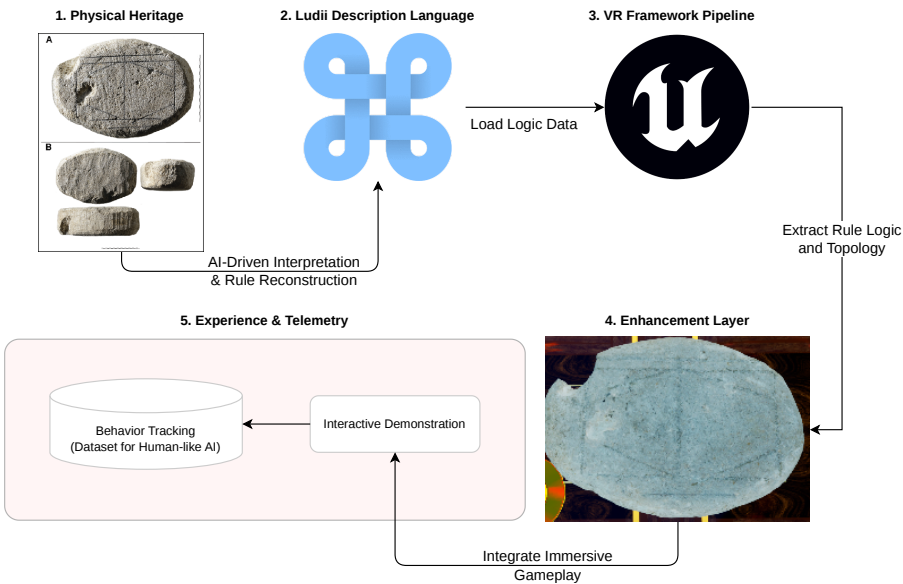 1. Physical Heritage
2. Ludii Description Language
3. VR Framework Pipeline
A
B
Load Logic Data
AI-Driven Interpretation
& Rule Reconstruction
Extract Rule Logic
and Topology
5. Experience & Telemetry
4. Enhancement Layer
Behavior Tracking
(Dataset for Human-like AI)
Interactive Demonstration
Integrate Immersive
Gameplay